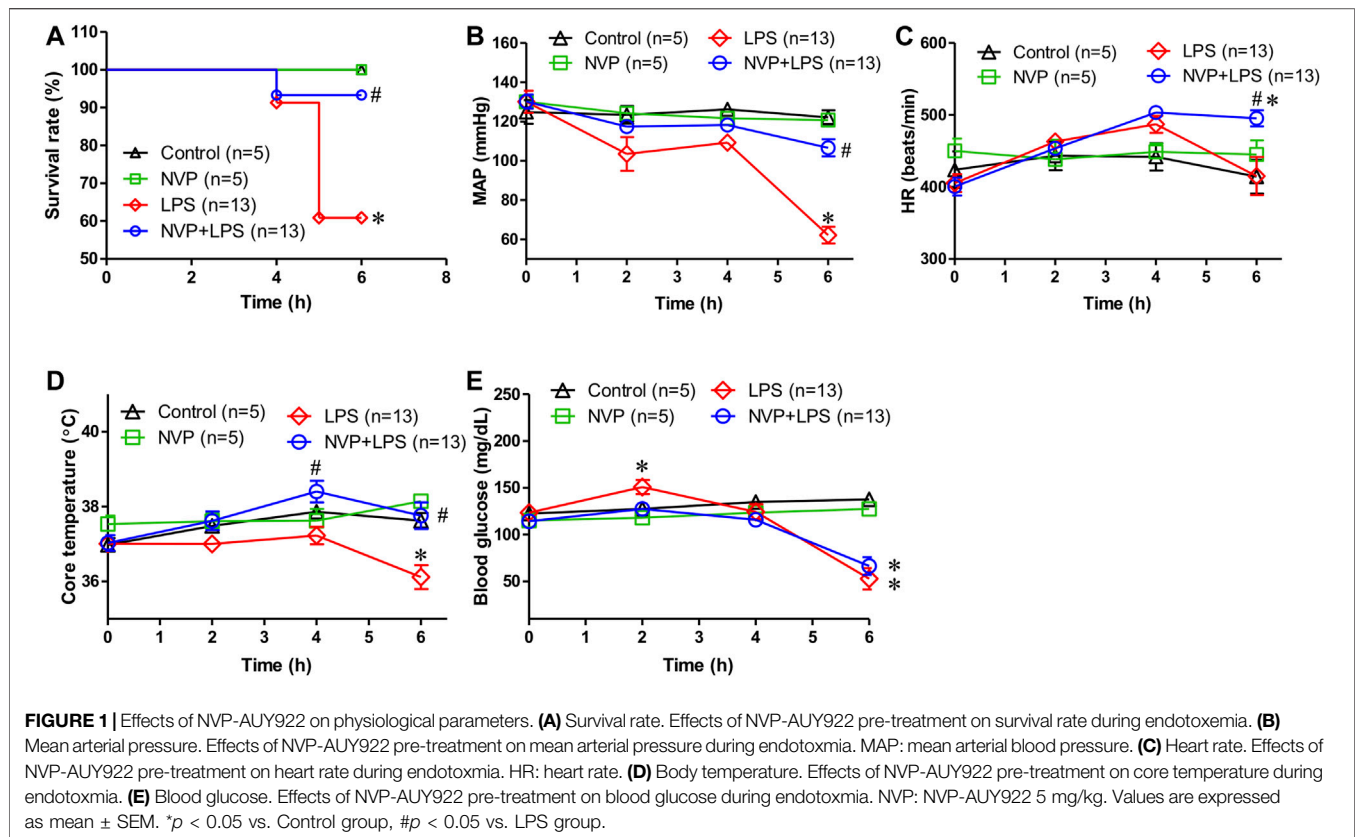 A
Survival rate (%)
100
90
80
70
60
50
0 2 4 6 8
Time (h)
Control (n=5)
NVP (n=5)
LPS (n=13)
NVP+LPS (n=13)
#
*
B
MAP (mmHg)
160
140
120
100
80
60
0 1 2 3 4 5 6
Time (h)
Control (n=5)
NVP (n=5)
LPS (n=13)
NVP+LPS (n=13)
#
*
C
HR (beats/min)
600
500
400
300
0 1 2 3 4 5 6
Time (h)
Control (n=5)
NVP (n=5)
LPS (n=13)
NVP+LPS (n=13)
# *
D
Core temperature (°C)
40
38
36
0 1 2 3 4 5 6
Time (h)
Control (n=5)
NVP (n=5)
LPS (n=13)
NVP+LPS (n=13)
#
#
*
E
Blood glucose (mg/dL)
250
200
150
100
50
0 1 2 3 4 5 6
Time (h)
Control (n=5)
NVP (n=5)
LPS (n=13)
NVP+LPS (n=13)
*
*
*
FIGURE 1 | Effects of NVP-AUY922 on physiological parameters. (A) Survival rate. Effects of NVP-AUY922 pre-treatment on survival rate during endotoxemia. (B)
Mean arterial pressure. Effects of NVP-AUY922 pre-treatment on mean arterial pressure during endotoxmia. MAP: mean arterial blood pressure. (C) Heart rate. Effects of
NVP-AUY922 pre-treatment on heart rate during endotoxmia. HR: heart rate. (D) Body temperature. Effects of NVP-AUY922 pre-treatment on core temperature during
endotoxmia. (E) Blood glucose. Effects of NVP-AUY922 pre-treatment on blood glucose during endotoxmia. NVP: NVP-AUY922 5 mg/kg. Values are expressed
as mean ± SEM. *p < 0.05 vs. Control group, #p < 0.05 vs. LPS group.